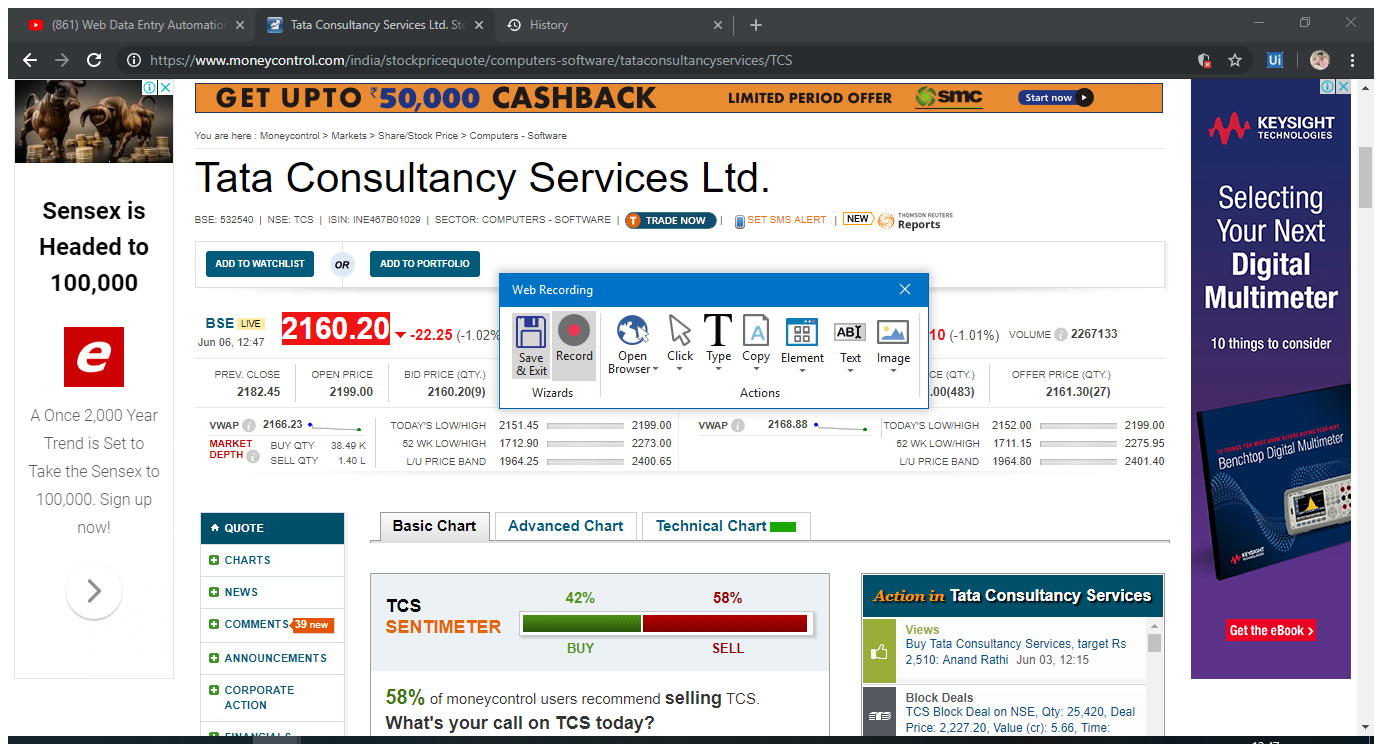 (861) Web Data Entry Automation
Tata Consultancy Services Ltd. Sto
History
https://www.moneycontrol.com/india/stockpricequote/computers-software/tataconsultancyservices/TCS
Ui
GET UPTO ₹50,000 CASHBACK
LIMITED PERIOD OFFER
smc
Start now
You are here : Moneycontrol > Markets > Share/Stock Price > Computers - Software
Tata Consultancy Services Ltd.
BSE: 532540 | NSE: TCS | ISIN: INE467B01029 | SECTOR: COMPUTERS - SOFTWARE | T TRADE NOW | SET SMS ALERT | NEW THOMSON REUTERS Reports
ADD TO WATCHLIST OR ADD TO PORTFOLIO
BSE LIVE
Jun 06, 12:47
2160.20
-22.25 (-1.02%
10 (-1.01%) VOLUME 2267133
PREV. CLOSE
2182.45
OPEN PRICE
2199.00
BID PRICE (QTY.)
2160.20(9)
CE (QTY.)
.00(483)
OFFER PRICE (QTY.)
2161.30(27)
VWAP 2166.23
MARKET DEPTH
BUY QTY 38.49 K
SELL QTY 1.40 L
TODAY'S LOW/HIGH 2151.45 2199.00
52 WK LOW/HIGH 1712.90 2273.00
L/U PRICE BAND 1964.25 2400.65
VWAP 2168.88
TODAY'S LOW/HIGH 2152.00 2199.00
52 WK LOW/HIGH 1711.15 2275.95
L/U PRICE BAND 1964.80 2401.40
Web Recording
Save
& Exit
Record
Wizards
Open
Browser
Click
Type
Copy
Element
Text
Image
Actions
Sensex is
Headed to
100,000
e
A Once 2,000 Year
Trend is Set to
Take the Sensex to
100,000. Sign up
now!
QUOTE
CHARTS
NEWS
COMMENTS 39 new
ANNOUNCEMENTS
CORPORATE
ACTION
FINANCIALS
Basic Chart
Advanced Chart
Technical Chart
TCS
SENTIMETER
42%
58%
BUY
SELL
58% of moneycontrol users recommend selling TCS.
What's your call on TCS today?
Action in Tata Consultancy Services
Views
Buy Tata Consultancy Services, target Rs
2,510: Anand Rathi Jun 03, 12:15
Block Deals
TCS Block Deal on NSE, Qty: 25,420, Deal
Price: 2,227.20, Value (cr): 5.66, Time:
KEYSIGHT
TECHNOLOGIES
Selecting
Your Next
Digital
Multimeter
10 things to consider
Benchtop Digital Multimeter
KEYSIGHT
Get the eBook >